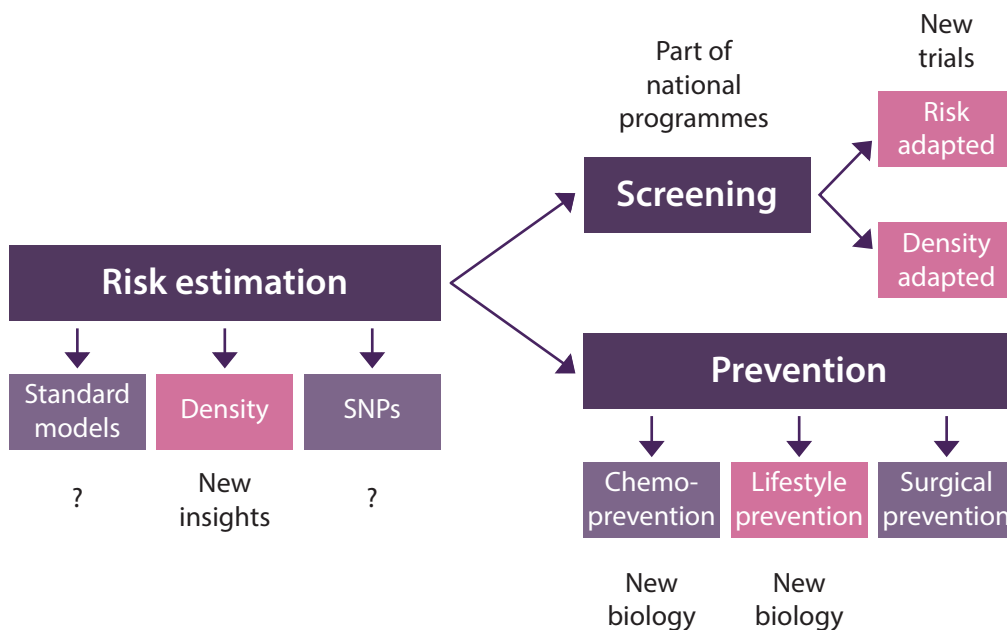 Part of
national
programmes
New
trials
Risk
adapted
Screening
Density
adapted
Risk estimation
Standard
models
Density
SNPs
?
New
insights
?
Prevention
Chemo-
prevention
Lifestyle
prevention
Surgical
prevention
New
biology
New
biology